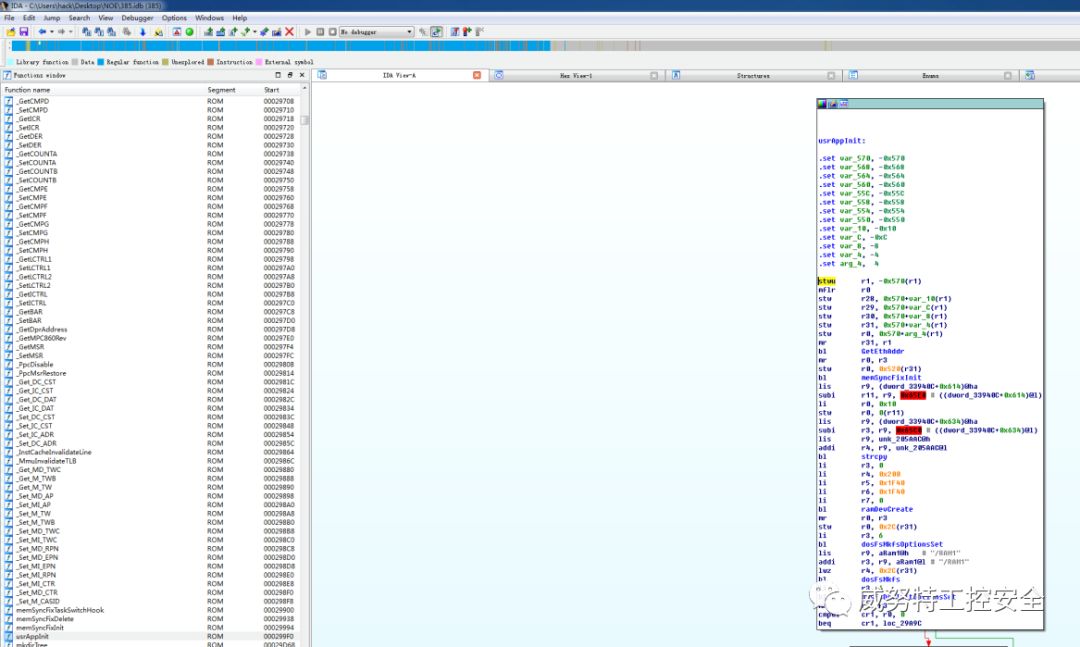 IDA - C:\Users\hack\Desktop\NOE\385.idb (385)
File Edit Jump Search View Debugger Options Windows Help
No debugger
Library function Data Regular function Unexplored Instruction External symbol
Functions window
IDA View-A
Hex View-1
Structures
Enums
Function name Segment Start
_GetCMPD ROM 00029708
_SetCMPD ROM 00029710
_GetICR ROM 00029718
_SetICR ROM 00029720
_GetDER ROM 00029728
_SetDER ROM 00029730
_GetCOUNTA ROM 00029738
_SetCOUNTA ROM 00029740
_GetCOUNTB ROM 00029748
_SetCOUNTB ROM 00029750
_GetCMPE ROM 00029758
_SetCMPE ROM 00029760
_GetCMPF ROM 00029768
_SetCMPF ROM 00029770
_GetCMPG ROM 00029778
_SetCMPG ROM 00029780
_GetCMPH ROM 00029788
_SetCMPH ROM 00029790
_GetLCTRL1 ROM 00029798
_SetLCTRL1 ROM 000297A0
_GetLCTRL2 ROM 000297A8
_SetLCTRL2 ROM 000297B0
_GetICTRL ROM 000297B8
_SetICTRL ROM 000297C0
_GetBAR ROM 000297C8
_SetBAR ROM 000297D0
_GetDprAddress ROM 000297D8
_GetMPC860Rev ROM 000297E0
_GetMSR ROM 000297F4
_SetMSR ROM 000297FC
_PpcDisable ROM 00029808
_PpcMsrRestore ROM 00029814
_Get_DC_CST ROM 0002981C
_Get_IC_CST ROM 00029824
_Get_DC_DAT ROM 0002982C
_Get_IC_DAT ROM 00029834
_Set_DC_CST ROM 0002983C
_Set_IC_CST ROM 00029848
_Set_IC_ADR ROM 00029854
_Set_DC_ADR ROM 0002985C
_InstCacheInvalidateLine ROM 00029864
_MmuInvalidateTLB ROM 0002986C
_Get_MD_TWC ROM 00029880
_Get_M_TWB ROM 00029888
_Get_M_TW ROM 00029890
_Set_MD_AP ROM 00029898
_Set_MI_AP ROM 000298A0
_Set_M_TW ROM 000298A8
_Set_M_TWB ROM 000298B0
_Set_MD_TWC ROM 000298B8
_Set_MI_TWC ROM 000298C0
_Set_MD_RPN ROM 000298C8
_Set_MD_EPN ROM 000298D0
_Set_MI_EPN ROM 000298D8
_Set_MI_RPN ROM 000298E0
_Set_MI_CTR ROM 000298E8
_Set_MD_CTR ROM 000298F0
_Set_M_CASID ROM 000298F8
memSyncFixTaskSwitchHook ROM 00029900
memSyncFixDelete ROM 00029938
memSyncFixInit ROM 00029994
usrAppInit ROM 000299F0
mkdirTree ROM 00029D68
usrAppInit:
.set var_570, -0x570
.set var_568, -0x568
.set var_564, -0x564
.set var_560, -0x560
.set var_55C, -0x55C
.set var_558, -0x558
.set var_554, -0x554
.set var_550, -0x550
.set var_10, -0x10
.set var_C, -0xC
.set var_8, -8
.set var_4, -4
.set arg_4, 4
stwu r1, -0x570(r1)
mflr r0
stw r28, 0x570+var_10(r1)
stw r29, 0x570+var_C(r1)
stw r30, 0x570+var_8(r1)
stw r31, 0x570+var_4(r1)
stw r0, 0x570+arg_4(r1)
mr r31, r1
bl GetEthAddr
mr r0, r3
stw r0, 0x520(r31)
bl memSyncFixInit
lis r9, (dword_33940C+0x614)@ha
subi r11, r9, # ((dword_33940C+0x614)@l)
li r0, 0x10
stw r0, 0(r11)
lis r9, (dword_33940C+0x634)@ha
subi r3, r9, # ((dword_33940C+0x634)@l)
lis r9, unk_205AAC@h
addi r4, r9, unk_205AAC@l
bl strcpy
li r3, 0
li r4, 0x200
li r5, 0x1F40
li r6, 0x1F40
li r7, 0
bl ramDevCreate
mr r0, r3
stw r0, 0x2C(r31)
li r3, 6
bl dosFsMkfsOptionsSet
lis r9, aRam1@h # "/RAM1"
addi r3, r9, aRam1@l # "/RAM1"
lwz r4, 0x2C(r31)
bl dosFsMkfs
威努特工控安全
cr1, r0, 0
beq cr1, loc_29A9C